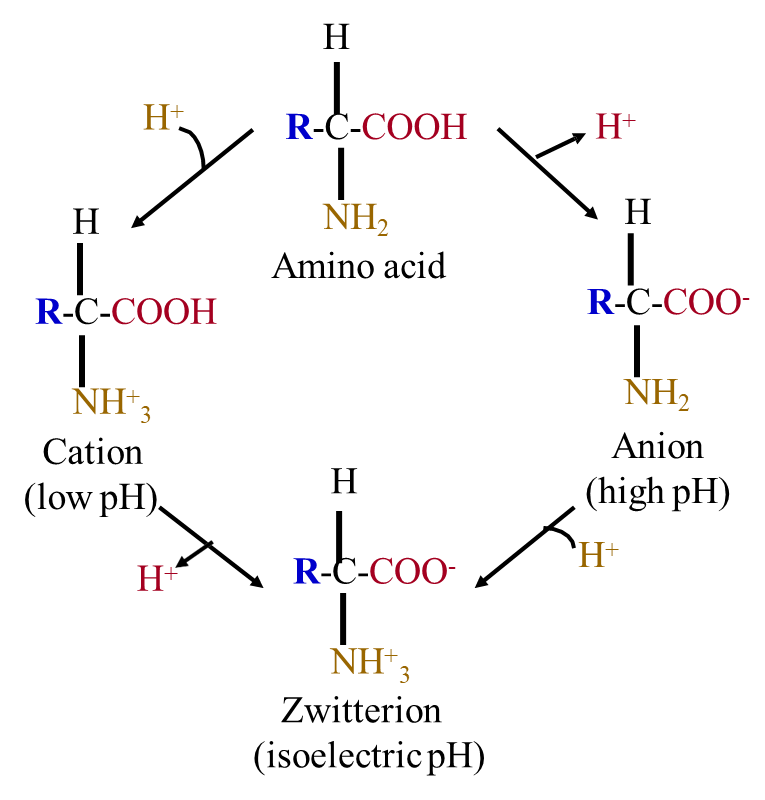 H
H⁺ R-C-COOH H⁺
NH₂
Amino acid
H H
R-C-COOH R-C-COO⁻
NH⁺₃ NH₂
Cation Anion
(low pH) (high pH)
H
H⁺ R-C-COO⁻ H⁺
NH⁺₃
Zwitterion
(isoelectric pH)